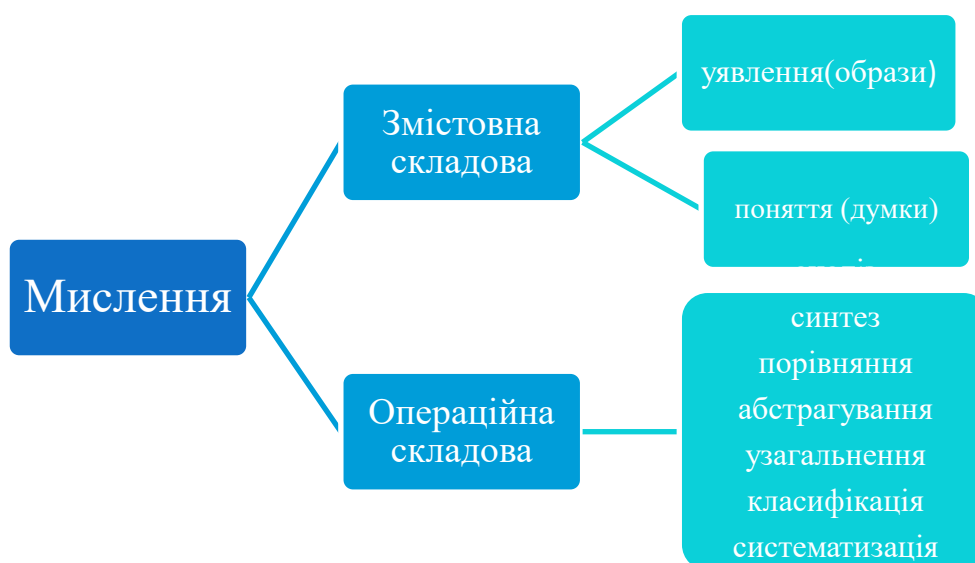 Мислення
Змістовна
складова
уявлення(образи)
поняття (думки)
Операційна
складова
синтез
порівняння
абстрагування
узагальнення
класифікація
систематизація